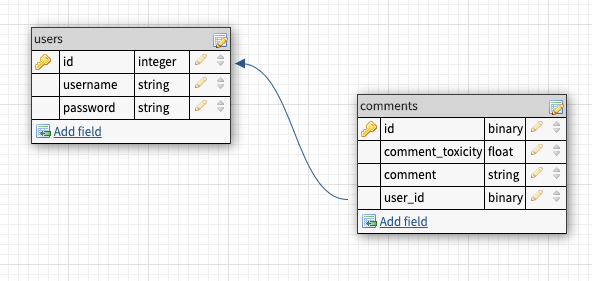 users
id integer
username string
password string
Add field
comments
id binary
comment_toxicity float
comment string
user_id binary
Add field